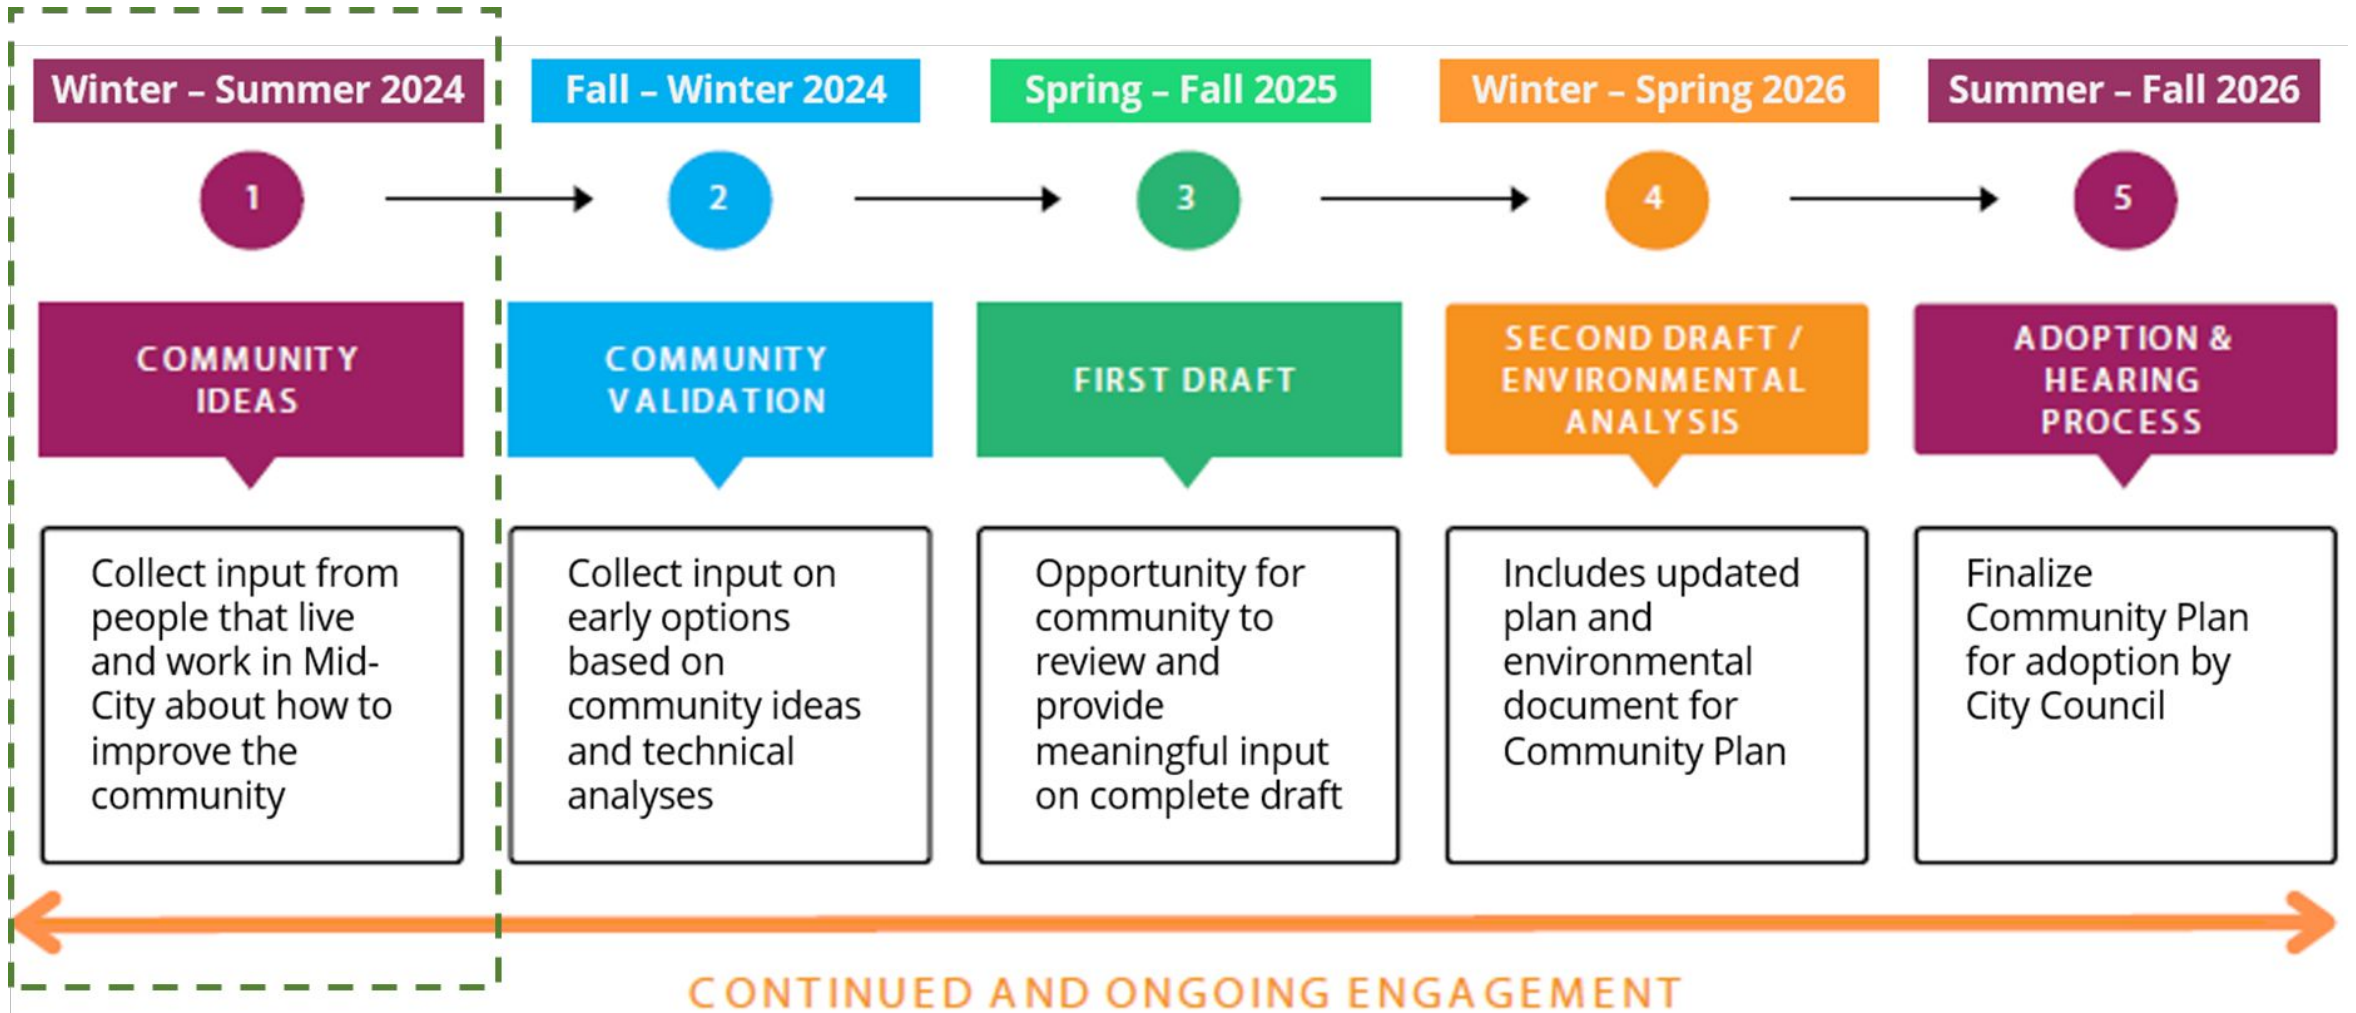 Winter – Summer 2024
Fall – Winter 2024
Spring – Fall 2025
Winter – Spring 2026
Summer – Fall 2026
1
2
3
4
5
COMMUNITY
IDEAS
COMMUNITY
VALIDATION
FIRST DRAFT
SECOND DRAFT /
ENVIRONMENTAL
ANALYSIS
ADOPTION &
HEARING
PROCESS
Collect input from
people that live
and work in Mid-
City about how to
improve the
community
Collect input on
early options
based on
community ideas
and technical
analyses
Opportunity for
community to
review and
provide
meaningful input
on complete draft
Includes updated
plan and
environmental
document for
Community Plan
Finalize
Community Plan
for adoption by
City Council
CONTINUED AND ONGOING ENGAGEMENT